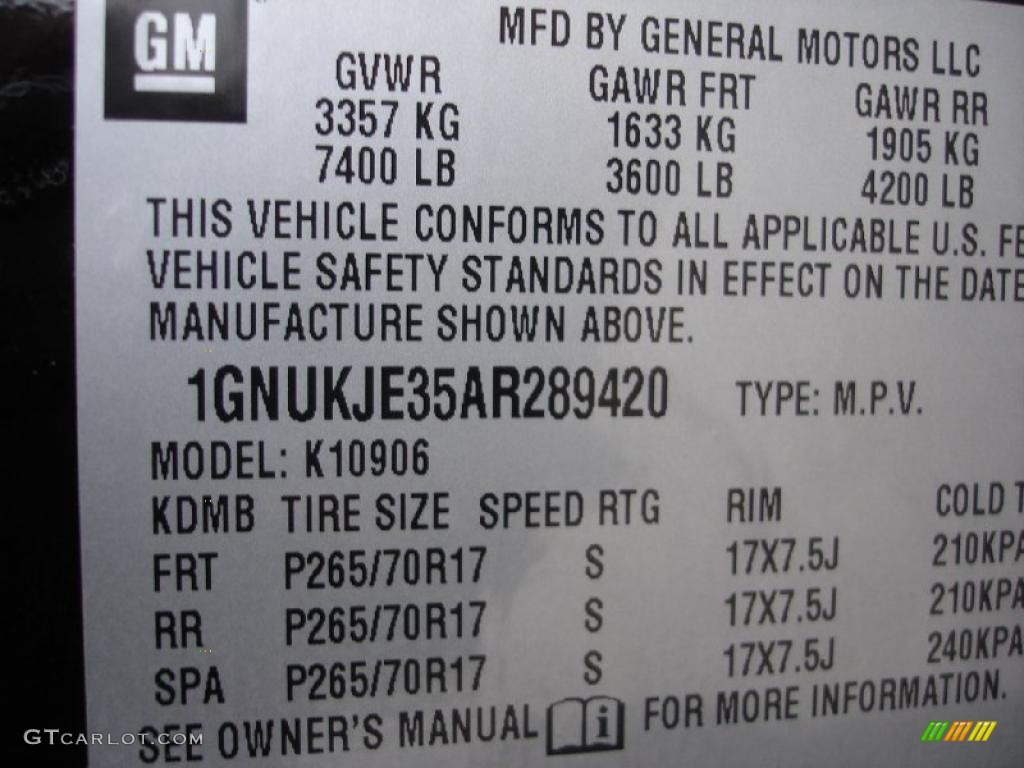 GM
MFD BY GENERAL MOTORS LLC
GVWR GAWR FRT GAWR RR
3357 KG 1633 KG 1905 KG
7400 LB 3600 LB 4200 LB
THIS VEHICLE CONFORMS TO ALL APPLICABLE U.S. FE
VEHICLE SAFETY STANDARDS IN EFFECT ON THE DATE
MANUFACTURE SHOWN ABOVE.
1GNUKJE35AR289420 TYPE: M.P.V.
MODEL: K10906
KDMB TIRE SIZE SPEED RTG RIM COLD T
FRT P265/70R17 S 17X7.5J 210KPA
RR P265/70R17 S 17X7.5J 210KPA
SPA P265/70R17 S 17X7.5J 240KPA
SEE OWNER'S MANUAL i FOR MORE INFORMATION.
GTCARLOT.COM